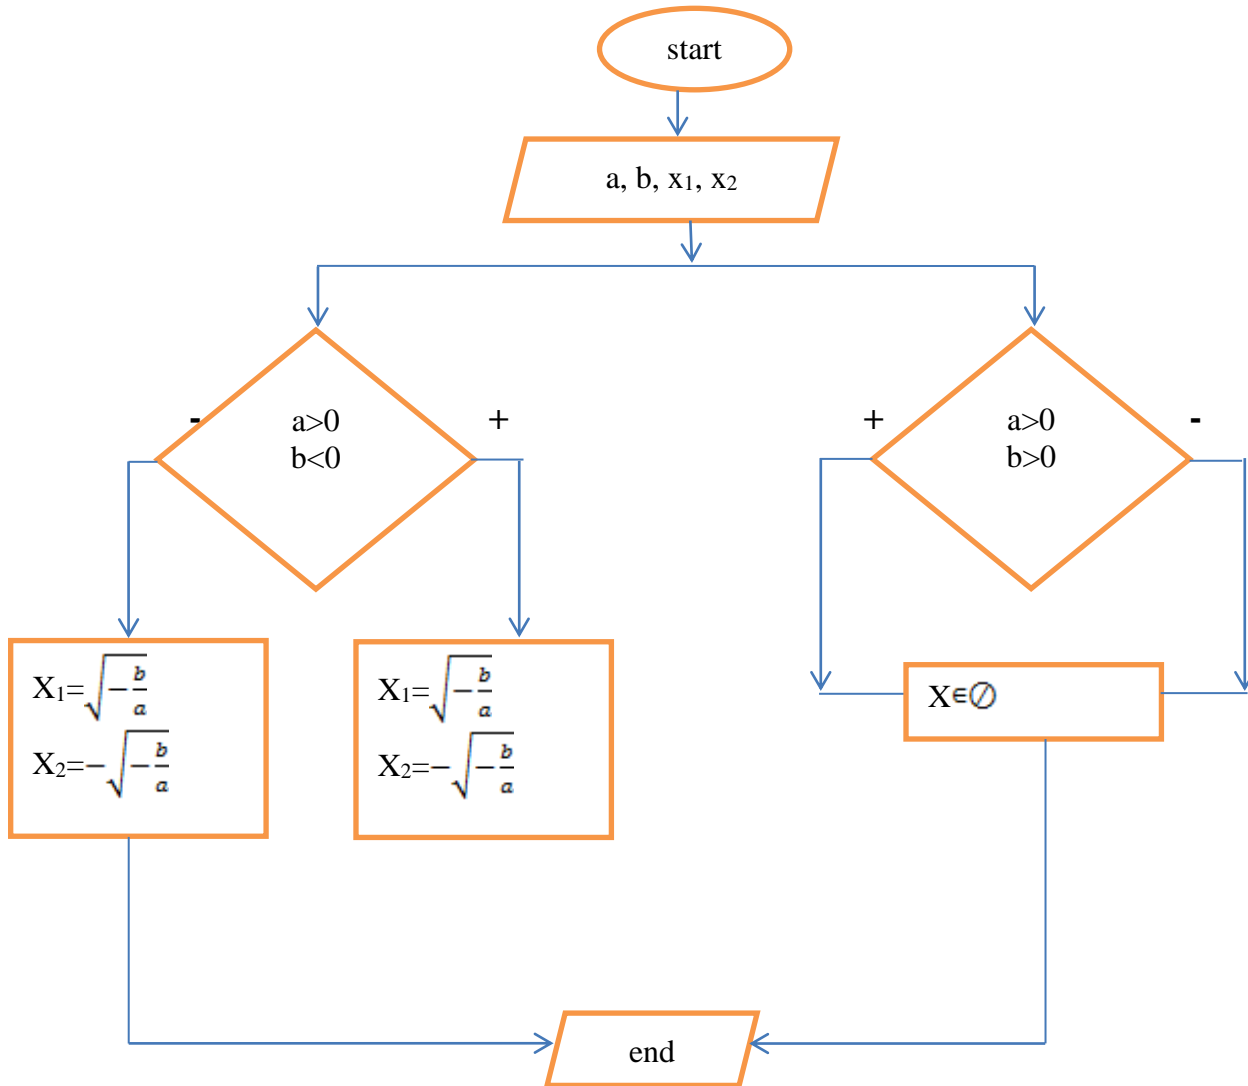 start
a, b, x₁, x₂
- a>0 +
b<0
+ a>0 -
b>0
X₁=√(-b/a)
X₂=-√(-b/a)
X₁=√(-b/a)
X₂=-√(-b/a)
X∈∅
end